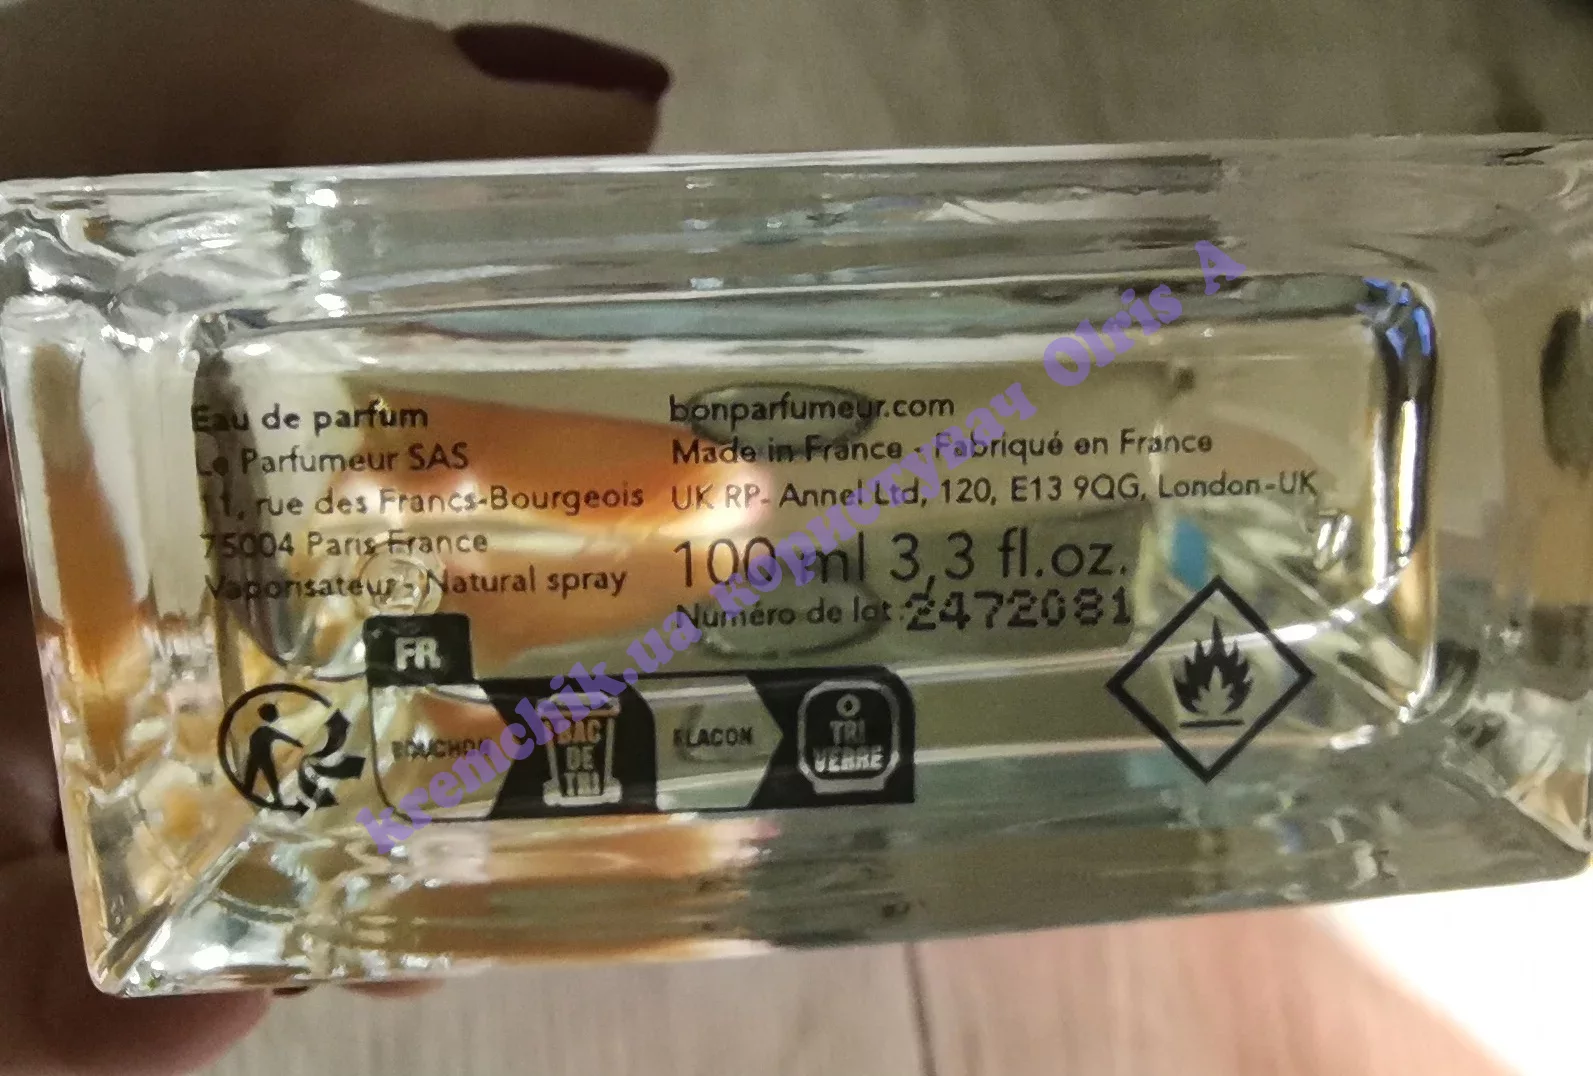 Eau de parfum
Le Parfumeur SAS
11, rue des Francs-Bourgeois
75004 Paris France
Vaporisateur - Natural spray
bonparfumeur.com
Made in France - Fabriqué en France
UK RP- Annel Ltd, 120, E13 9QG, London-UK
100 ml 3,3 fl.oz.
Numéro de lot : 2472081
FR
BOUCHON
BAC
DE
TRI
FLACON
TRI
VERRE
kremchik.ua користувач Olris A